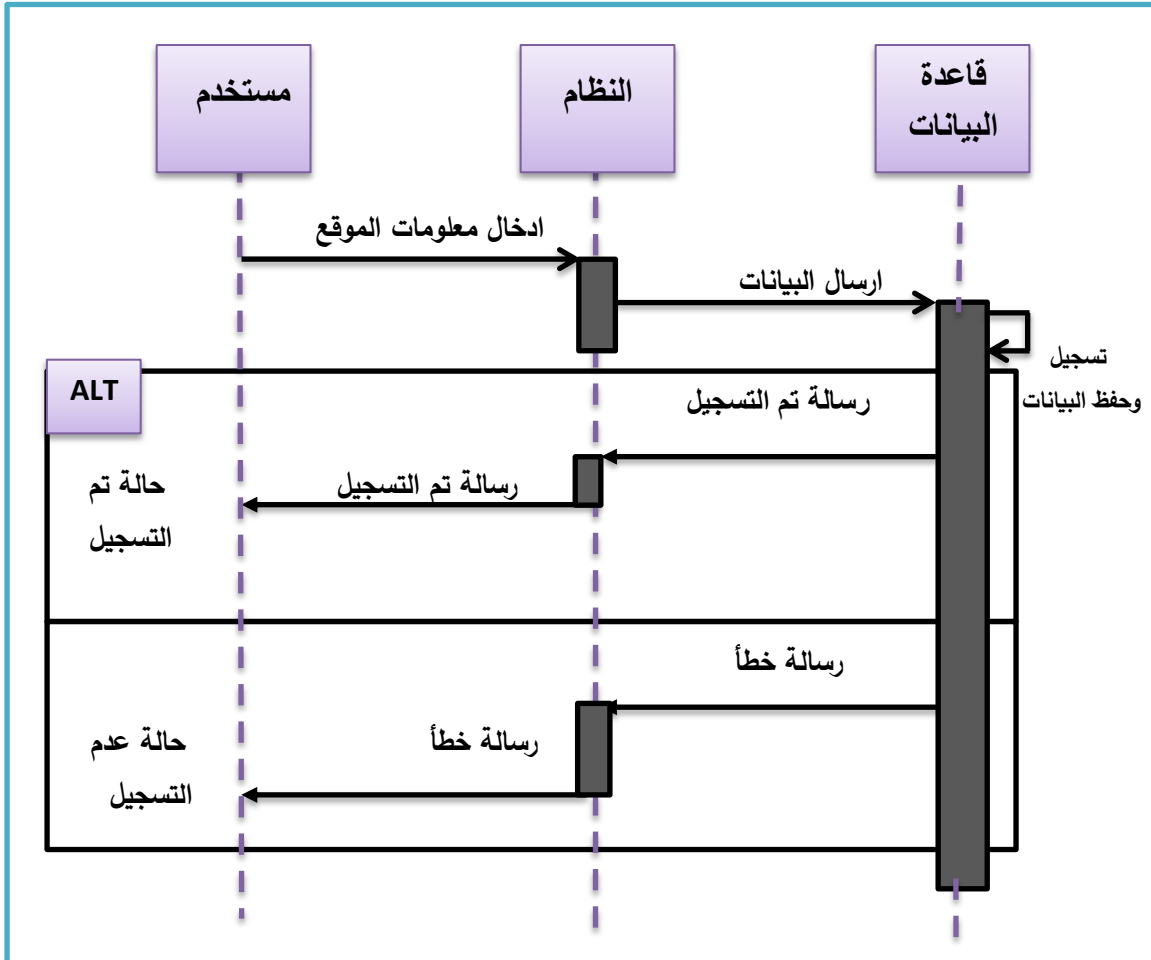 قاعدة
البيانات
النظام
مستخدم
ادخال معلومات الموقع
ارسال البيانات
تسجيل
وحفظ البيانات
ALT
رسالة تم التسجيل
رسالة تم التسجيل
حالة تم
التسجيل
رسالة خطأ
رسالة خطأ
حالة عدم
التسجيل